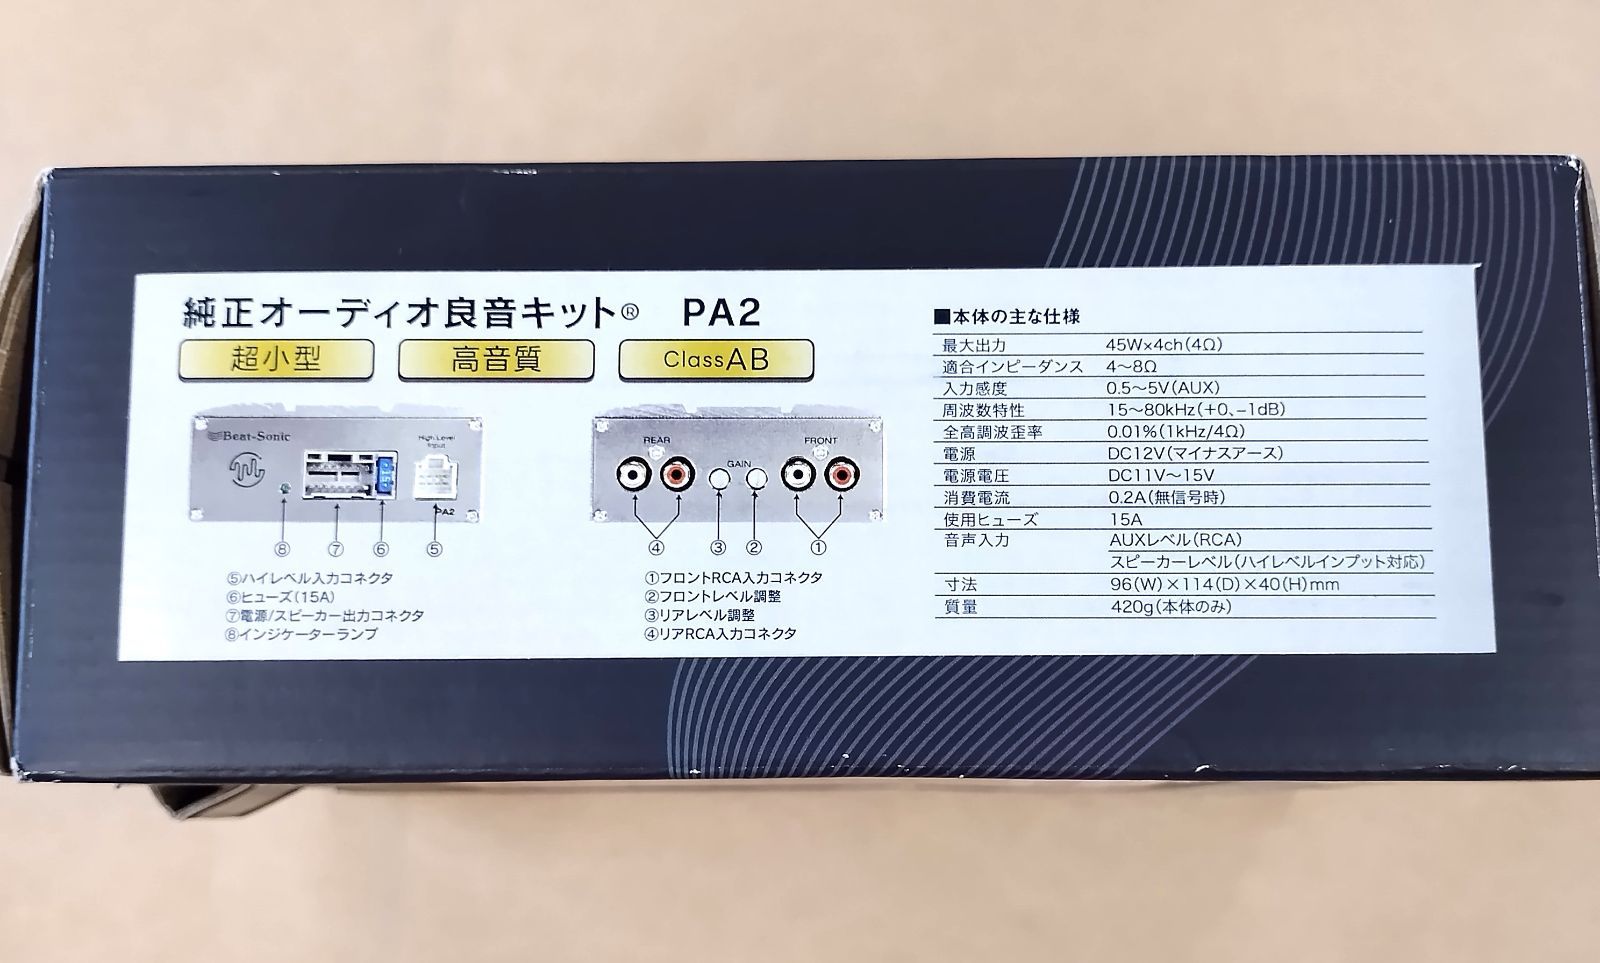 純正オーディオ良音キット® PA2
超小型 高音質 ClassAB
Beat-Sonic
High Level
Input
PA2
⑧ ⑦ ⑥ ⑤
⑤ハイレベル入力コネクタ
⑥ヒューズ(15A)
⑦電源/スピーカー出力コネクタ
⑧インジケーターランプ
REAR FRONT
GAIN
④ ③ ② ①
①フロントRCA入力コネクタ
②フロントレベル調整
③リアレベル調整
④リアRCA入力コネクタ
■本体の主な仕様
最大出力 45W×4ch(4Ω)
適合インピーダンス 4〜8Ω
入力感度 0.5〜5V(AUX)
周波数特性 15〜80kHz(+0、-1dB)
全高調波歪率 0.01%(1kHz/4Ω)
電源 DC12V(マイナスアース)
電源電圧 DC11V〜15V
消費電流 0.2A(無信号時)
使用ヒューズ 15A
音声入力 AUXレベル(RCA)
スピーカーレベル(ハイレベルインプット対応)
寸法 96(W)×114(D)×40(H)mm
質量 420g(本体のみ)